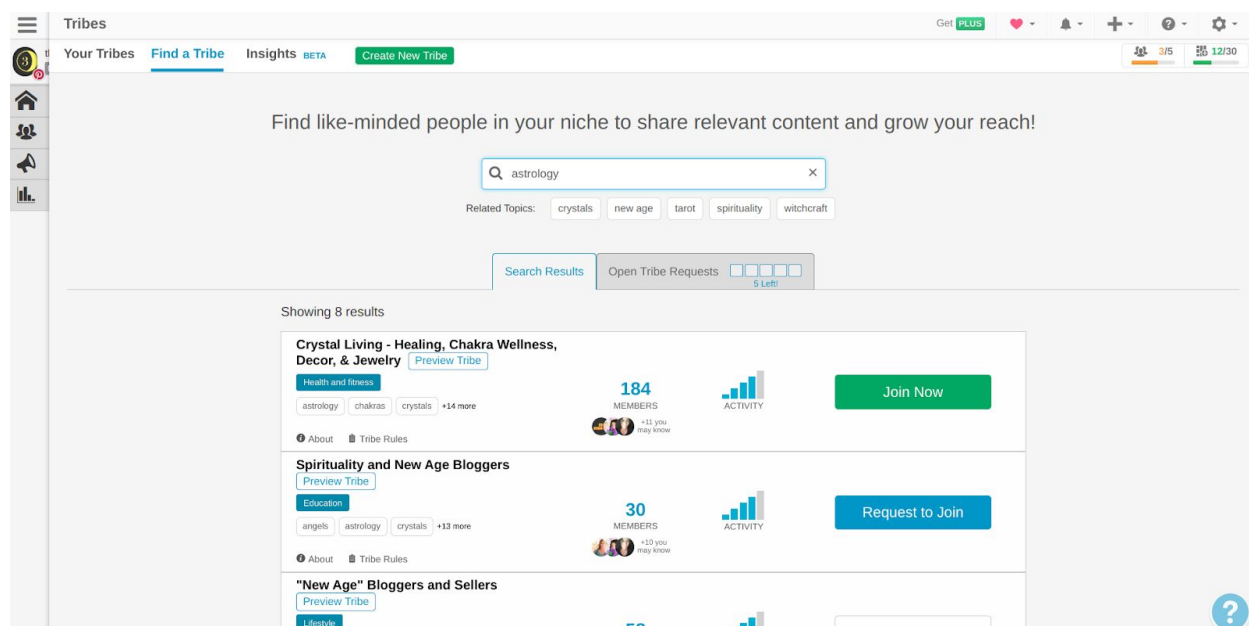 Tribes
Get PLUS
Your Tribes Find a Tribe Insights BETA Create New Tribe
3/5 12/30
Find like-minded people in your niche to share relevant content and grow your reach!
astrology
Related Topics: crystals new age tarot spirituality witchcraft
Search Results Open Tribe Requests
5 Left!
Showing 8 results
Crystal Living - Healing, Chakra Wellness,
Decor, & Jewelry Preview Tribe
Health and fitness
astrology chakras crystals +14 more
184
MEMBERS
+11 you
may know
ACTIVITY
Join Now
About Tribe Rules
Spirituality and New Age Bloggers
Preview Tribe
Education
angels astrology crystals +13 more
30
MEMBERS
+10 you
may know
ACTIVITY
Request to Join
About Tribe Rules
"New Age" Bloggers and Sellers
Preview Tribe
Lifestyle